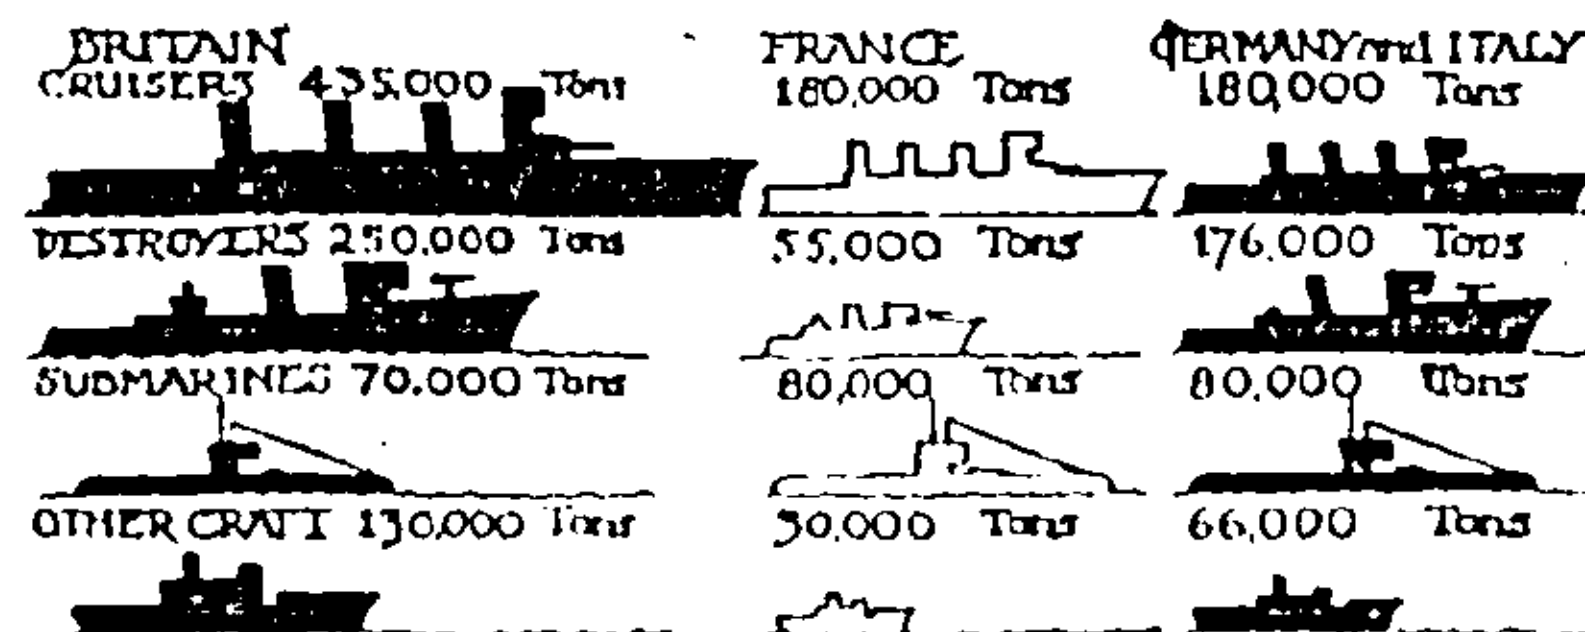 BRITAIN FRANCE GERMANY and ITALY
CRUISERS 435,000 Tons 180,000 Tons 180,000 Tons
DESTROYERS 250,000 Tons 55,000 Tons 176,000 Tons
SUBMARINES 70,000 Tons 80,000 Tons 80,000 Tons
OTHER CRAFT 130,000 Tons 30,000 Tons 66,000 Tons